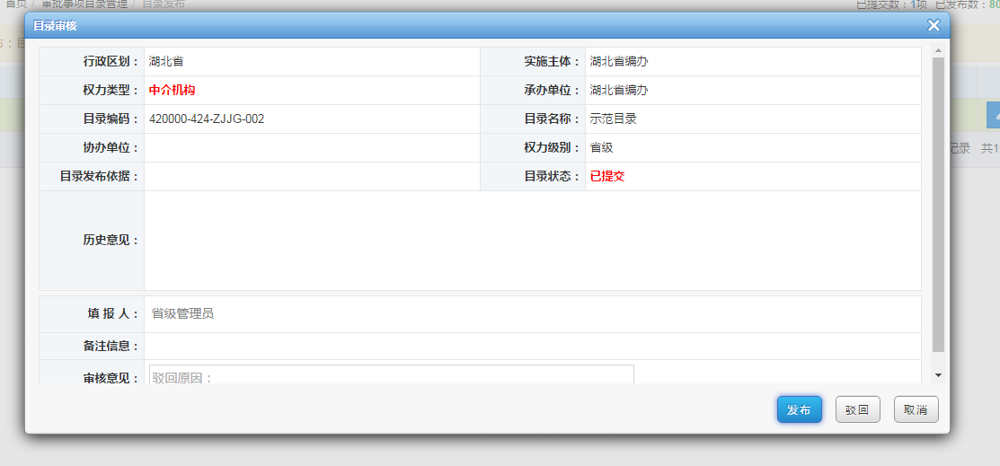 首页 / 审批事项目录管理 / 目录发布 已提交数：1项 已发布数：80
目录审核
行政区划： 湖北省 实施主体： 湖北省编办
权力类型： 中介机构 承办单位： 湖北省编办
目录编码： 420000-424-ZJJG-002 目录名称： 示范目录
协办单位： 权力级别： 省级
记录 共1
目录发布依据： 目录状态： 已提交
历史意见：
填 报 人： 省级管理员
备注信息：
审核意见： 驳回原因：
发布 驳回 取消